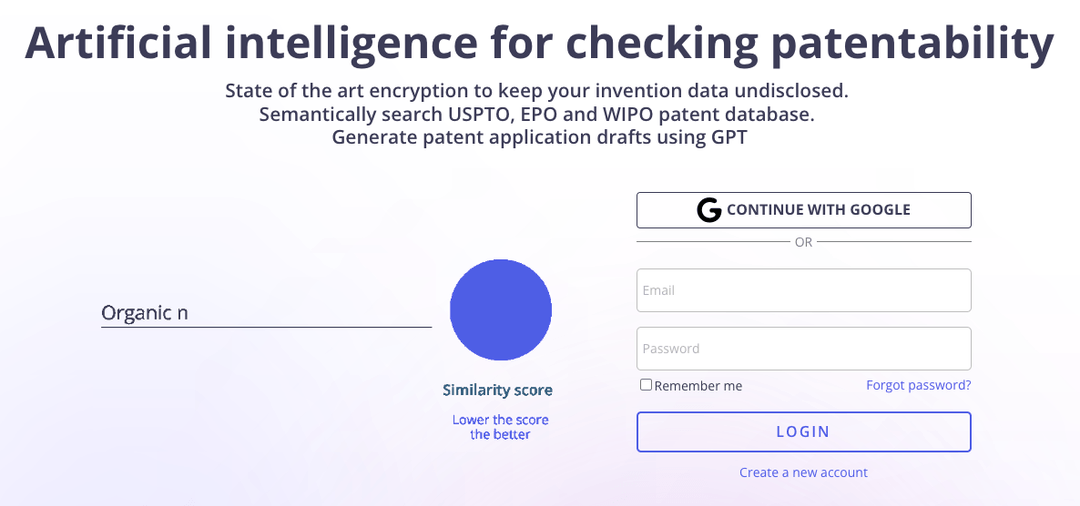 Artificial intelligence for checking patentability
State of the art encryption to keep your invention data undisclosed.
Semantically search USPTO, EPO and WIPO patent database.
Generate patent application drafts using GPT
Organic n
Similarity score
Lower the score
the better
CONTINUE WITH GOOGLE
OR
Email
Password
Remember me
Forgot password?
LOGIN
Create a new account